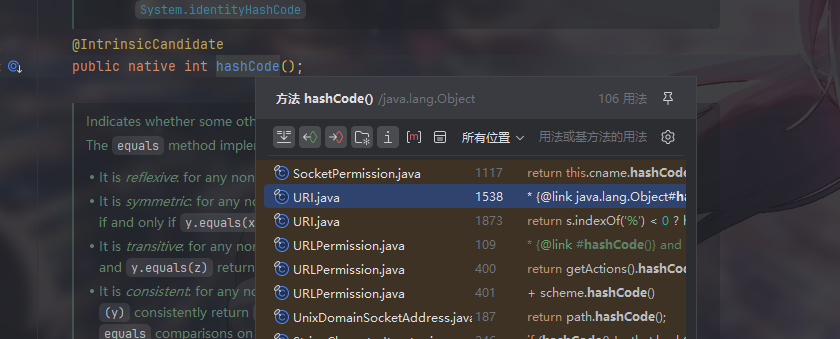 System.identityHashCode
@IntrinsicCandidate
public native int hashCode();
Indicates whether some oth
The equals method implem
• It is reflexive: for any non
• It is symmetric: for any non
if and only if y.equals(x
• It is transitive: for any non
and y.equals(z) return
• It is consistent: for any no
(y) consistently return
equals comparisons on
方法 hashCode() /java.lang.Object 106 用法
[m] 所有位置 用法或基方法的用法
SocketPermission.java 1117 return this.cname.hashCode
URI.java 1538 * {@link java.lang.Object#ha
URI.java 1873 return s.indexOf('%') < 0 ? h
URLPermission.java 109 * {@link #hashCode()} and
URLPermission.java 400 return getActions().hashCod
URLPermission.java 401 + scheme.hashCode()
UnixDomainSocketAddress.java 187 return path.hashCode();